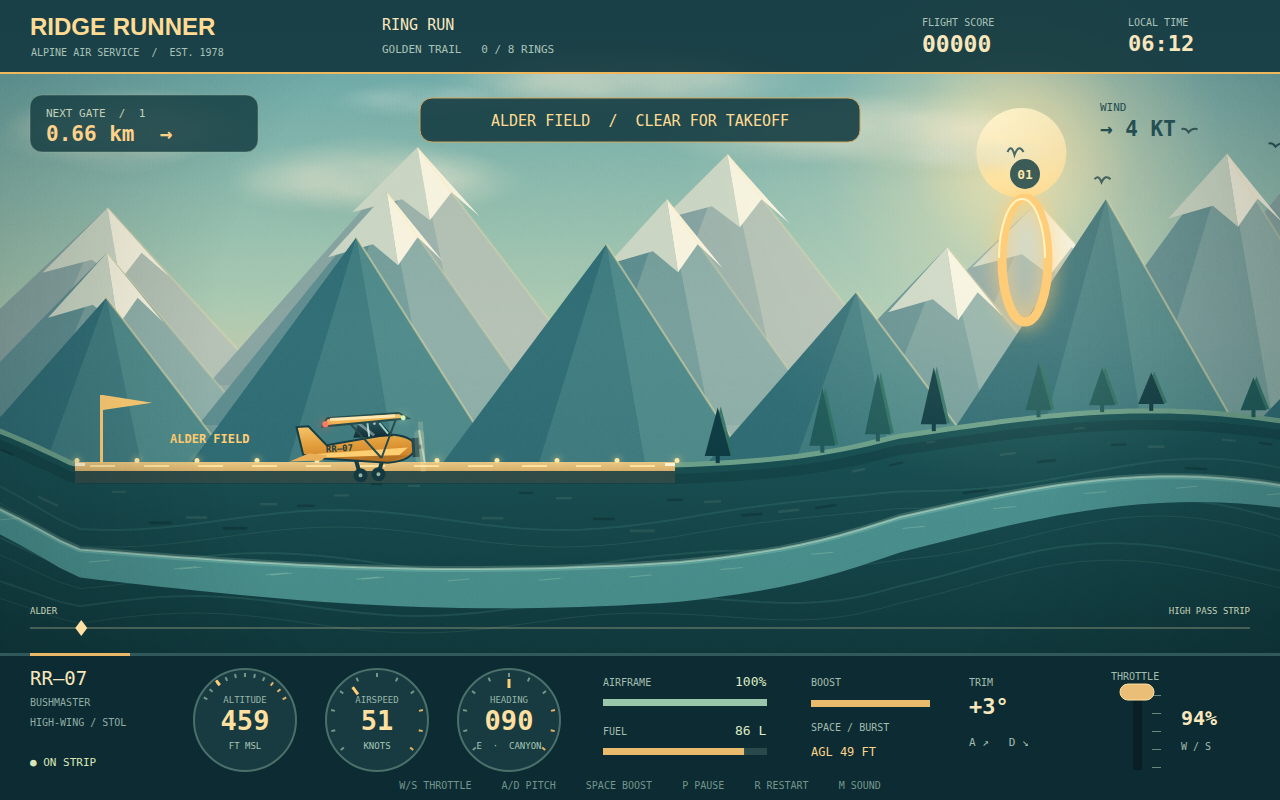 RIDGE RUNNER
ALPINE AIR SERVICE / EST. 1978
RING RUN
GOLDEN TRAIL 0 / 8 RINGS
FLIGHT SCORE
00000
LOCAL TIME
06:12
NEXT GATE / 1
0.66 km →
ALDER FIELD / CLEAR FOR TAKEOFF
WIND
→ 4 KT
01
ALDER FIELD
RR—07
ALDER
HIGH PASS STRIP
RR—07
BUSHMASTER
HIGH-WING / STOL
● ON STRIP
ALTITUDE
459
FT MSL
AIRSPEED
51
KNOTS
HEADING
090
E · CANYON
AIRFRAME 100%
FUEL 86 L
BOOST
SPACE / BURST
AGL 49 FT
TRIM
+3°
A ↗ D ↘
THROTTLE
94%
W / S
W/S THROTTLE A/D PITCH SPACE BOOST P PAUSE R RESTART M SOUND